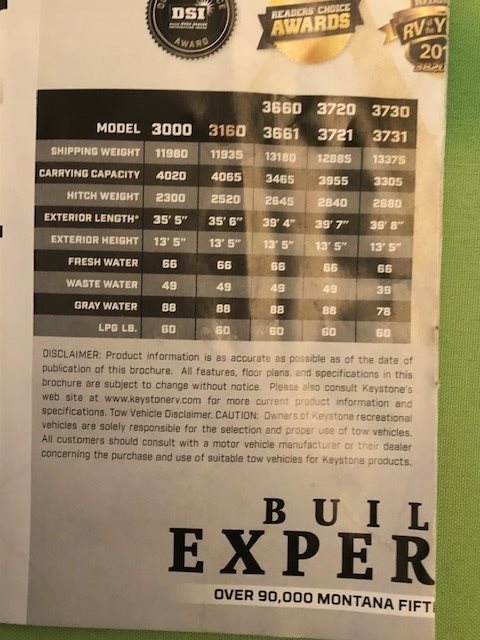 DSI
AWARD
READERS' CHOICE
AWARDS
RV of the Y
201
3660 3720 3730
MODEL 3000 3160 3661 3721 3731
SHIPPING WEIGHT 11980 11935 13180 12885 13375
CARRYING CAPACITY 4020 4065 3465 3955 3305
HITCH WEIGHT 2300 2520 2645 2840 2680
EXTERIOR LENGTH* 35' 5" 35' 6" 39' 4" 39' 7" 39' 8"
EXTERIOR HEIGHT 13' 5" 13' 5" 13' 5" 13' 5" 13' 5"
FRESH WATER 66 66 66 66 66
WASTE WATER 49 49 49 49 39
GRAY WATER 88 88 88 88 78
LPG LB. 60 60 60 60 60
DISCLAIMER: Product information is as accurate as possible as of the date of
publication of this brochure. All features, floor plans, and specifications in this
brochure are subject to change without notice. Please also consult Keystone's
web site at www.keystonerv.com for more current product information and
specifications. Tow Vehicle Disclaimer. CAUTION: Owners of Keystone recreational
vehicles are solely responsible for the selection and proper use of tow vehicles.
All customers should consult with a motor vehicle manufacturer or their dealer
concerning the purchase and use of suitable tow vehicles for Keystone products.
BUIL
EXPER
OVER 90,000 MONTANA FIFT